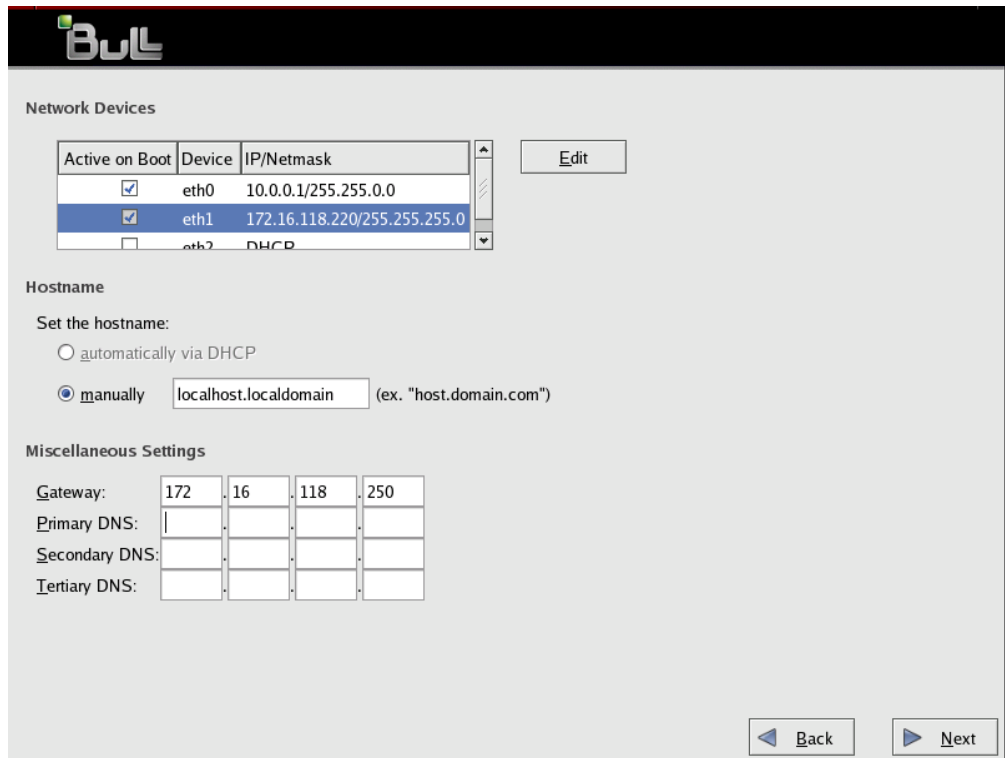 Bull
Network Devices
Active on Boot Device IP/Netmask
eth0 10.0.0.1/255.255.0.0
eth1 172.16.118.220/255.255.255.0
eth2 DHCP
Edit
Hostname
Set the hostname:
automatically via DHCP
manually localhost.localdomain (ex. "host.domain.com")
Miscellaneous Settings
Gateway: 172 . 16 . 118 . 250
Primary DNS: . . .
Secondary DNS: . . .
Tertiary DNS: . . .
Back Next